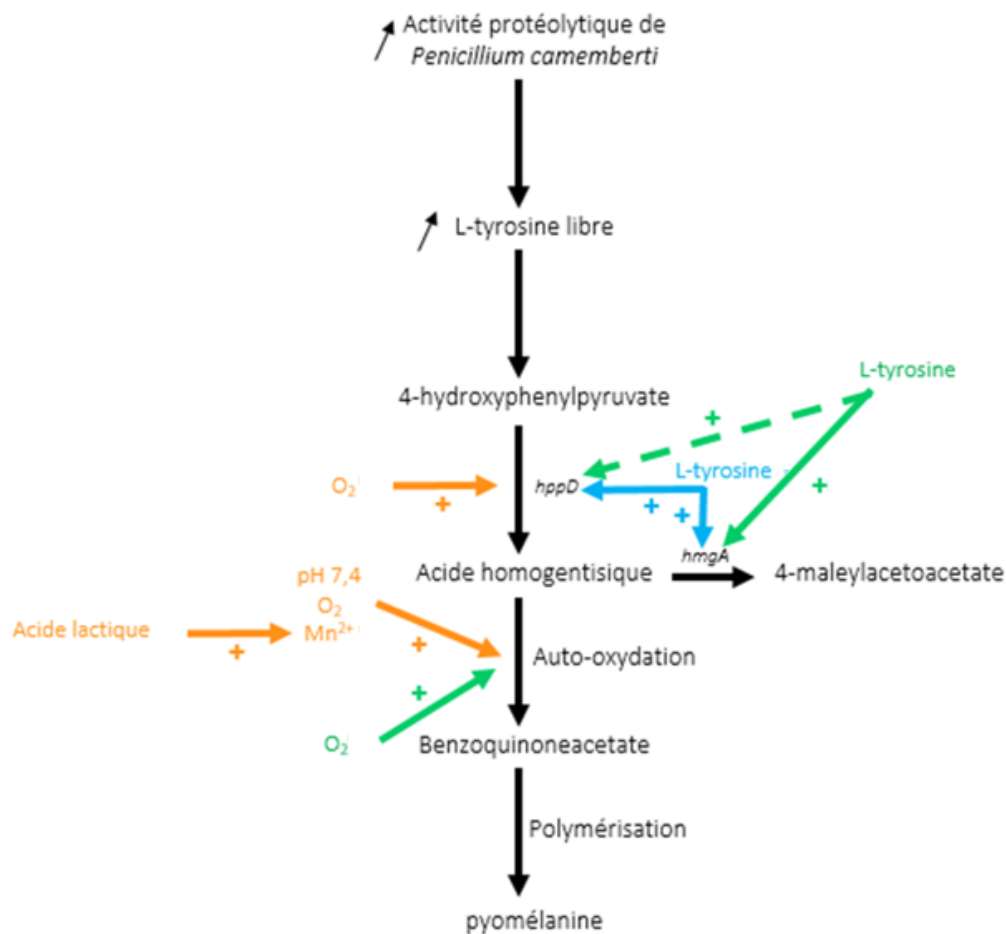 Activité protéolytique de
Penicillium camemberti
L-tyrosine libre
4-hydroxyphenylpyruvate
L-tyrosine
+
L-tyrosine
O₂
+
hppD
+
+
+
hmgA
Acide homogentisique
4-maleylacetoacetate
pH 7,4
O₂
Mn²⁺
Acide lactique
+
+
Auto-oxydation
+
O₂
Benzoquinoneacetate
Polymérisation
pyomélanine